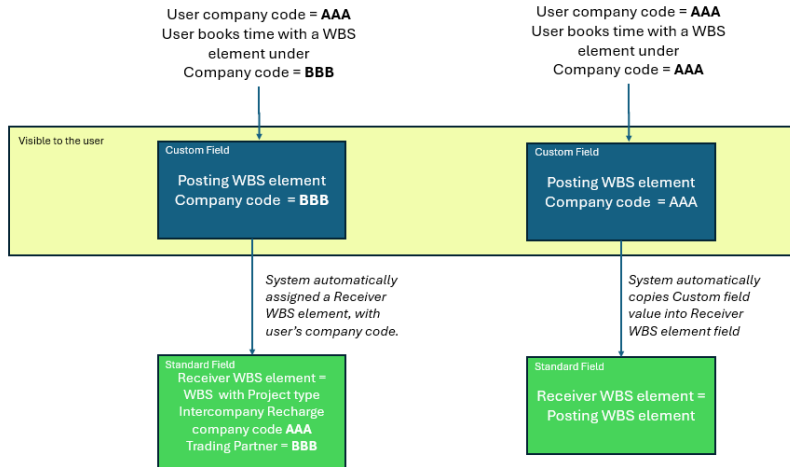 User company code = AAA
User books time with a WBS
element under
Company code = BBB
User company code = AAA
User books time with a WBS
element under
Company code = AAA
Visible to the user
Custom Field
Posting WBS element
Company code = BBB
Custom Field
Posting WBS element
Company code = AAA
System automatically
assigned a Receiver
WBS element, with
user's company code.
System automatically
copies Custom field
value into Receiver
WBS element field
Standard Field
Receiver WBS element =
WBS with Project type
Intercompany Recharge
company code AAA
Trading Partner = BBB
Standard Field
Receiver WBS element =
Posting WBS element